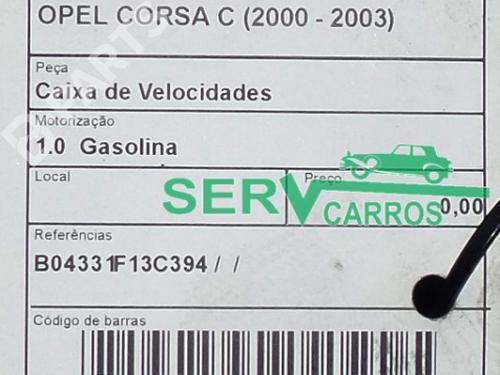 OPEL CORSA C (2000 - 2003)
Peça
Caixa de Velocidades
Motorização
1.0 Gasolina
Local
Preço
0,00
SERV
CARROS
Referências
B04331F13C394 / /
Código de barras